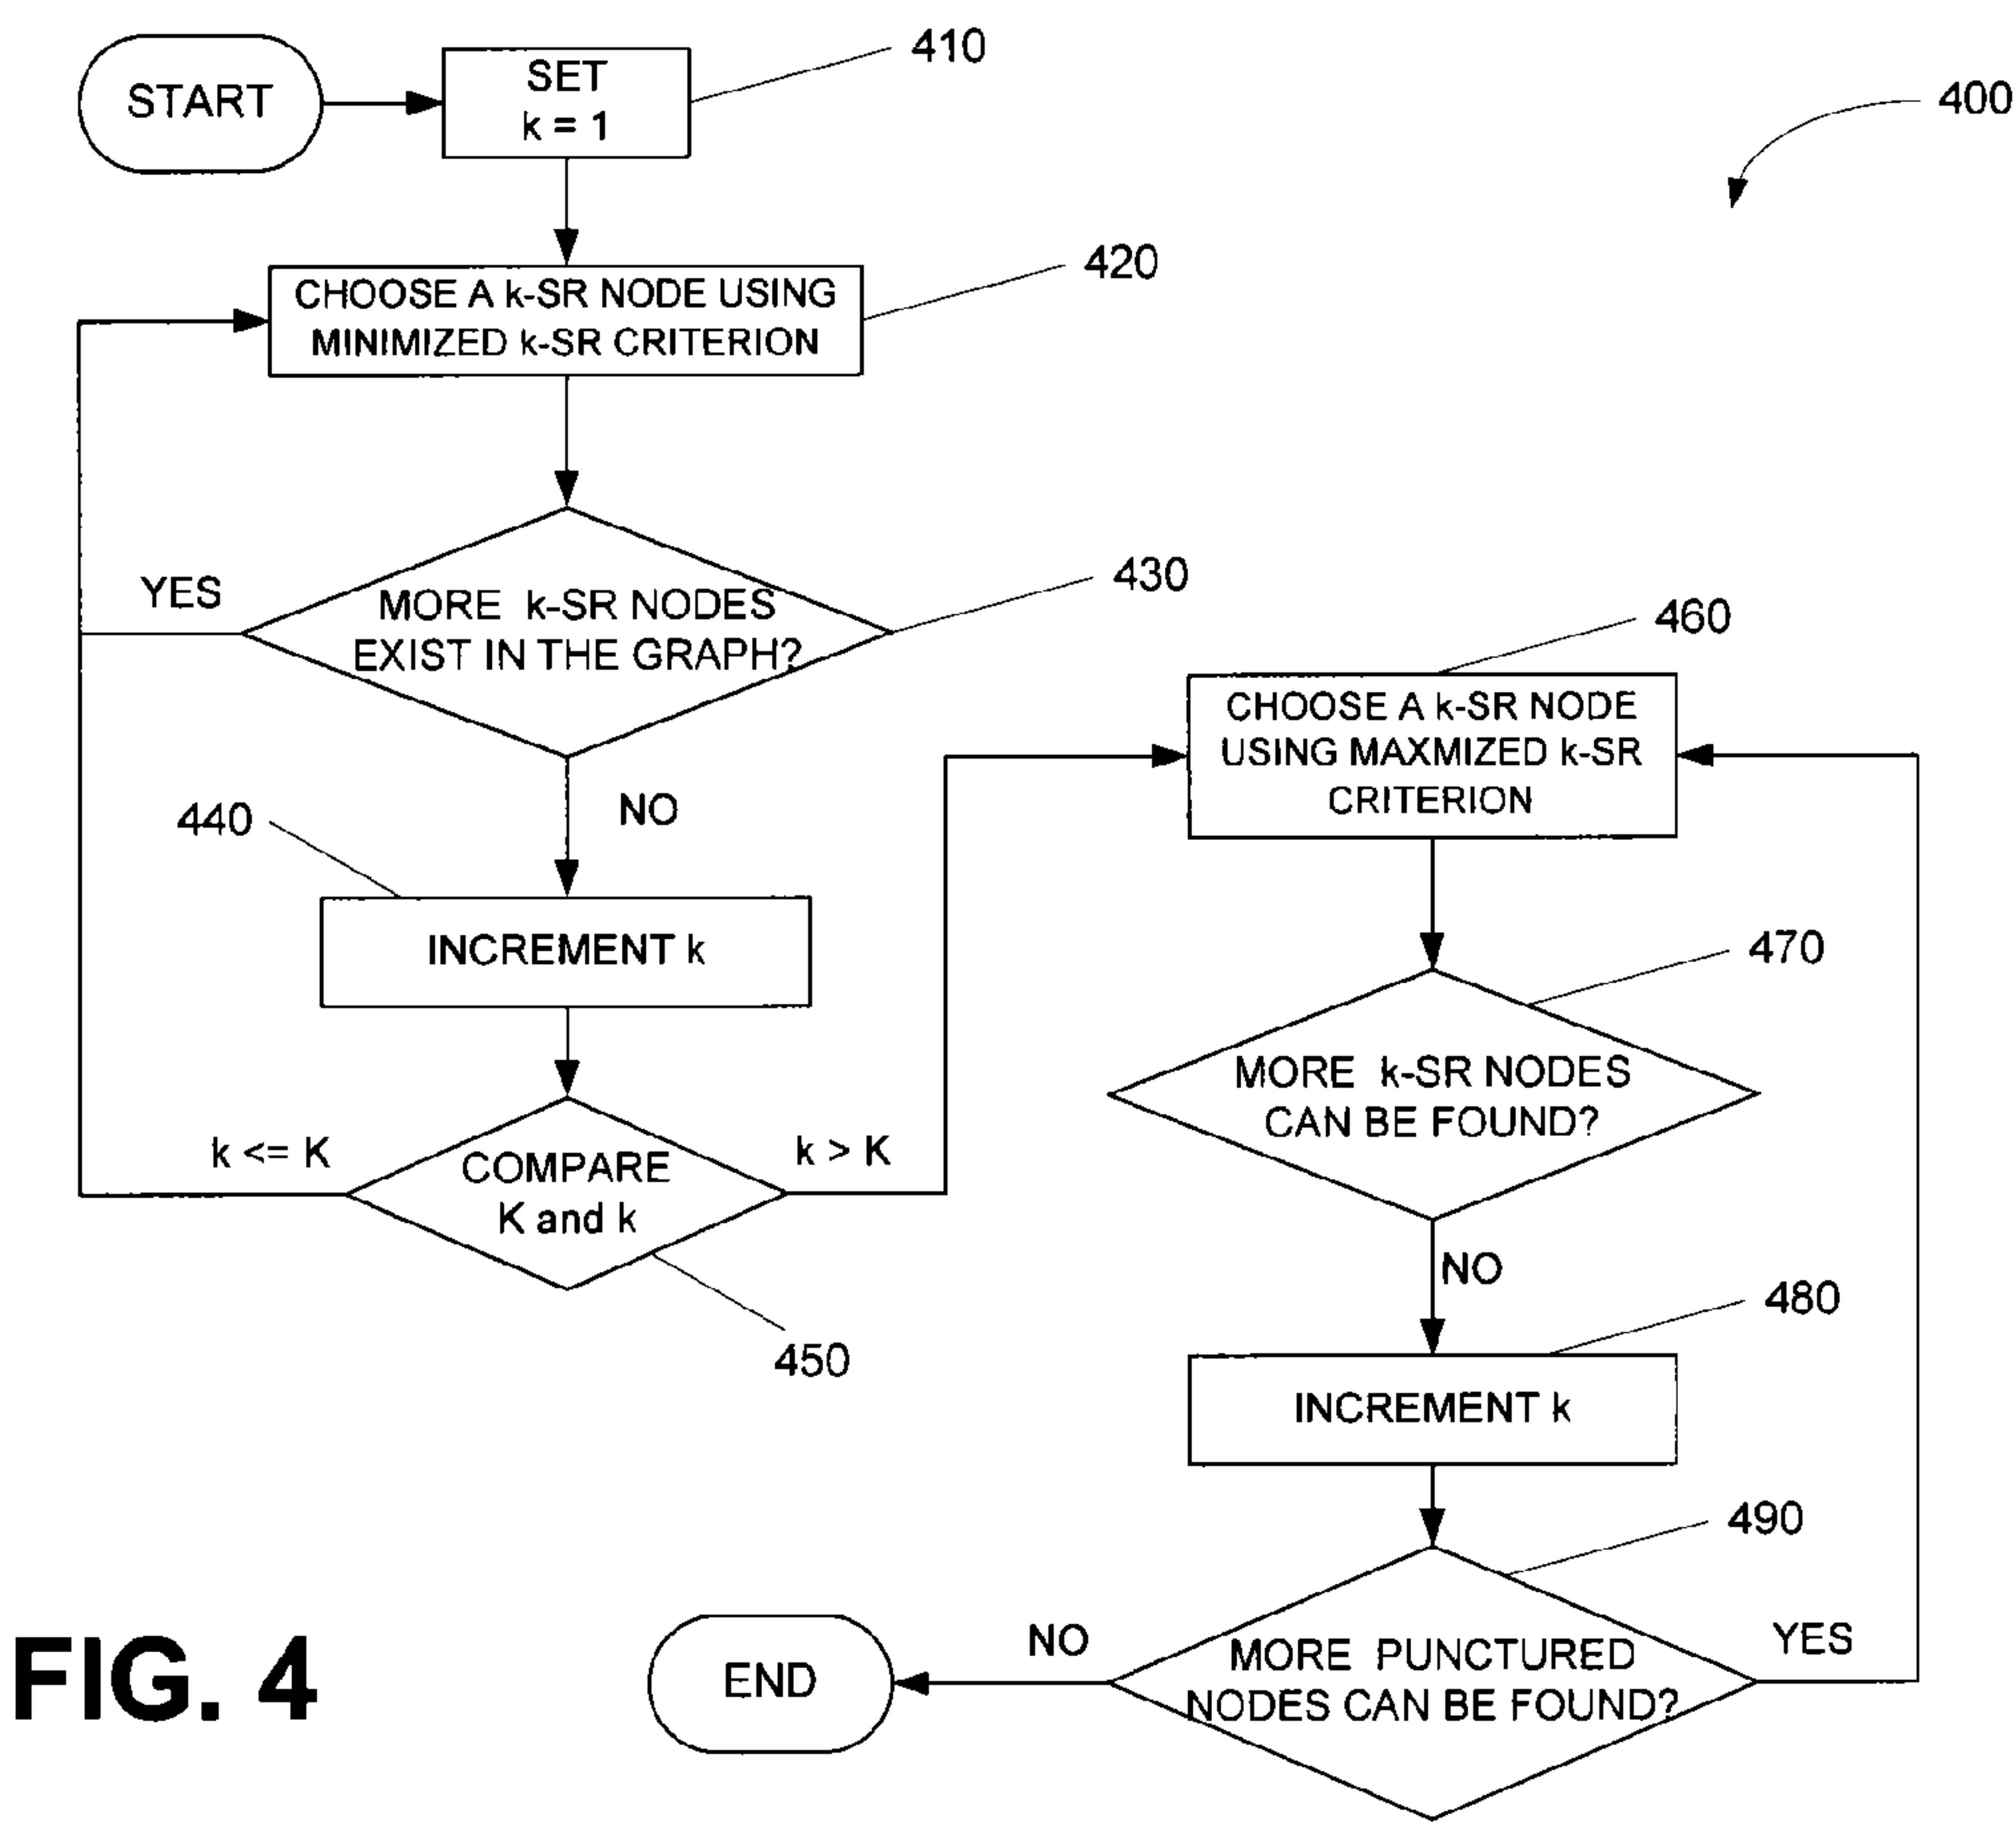 START
SET
k = 1
410
400
CHOOSE A k-SR NODE USING
MINIMIZED k-SR CRITERION
420
YES
MORE k-SR NODES
EXIST IN THE GRAPH?
430
NO
440
INCREMENT k
k <= K
COMPARE
K and k
k > K
450
460
CHOOSE A k-SR NODE
USING MAXMIZED k-SR
CRITERION
470
MORE k-SR NODES
CAN BE FOUND?
NO
480
INCREMENT k
490
MORE PUNCTURED
NODES CAN BE FOUND?
YES
NO
END
FIG. 4